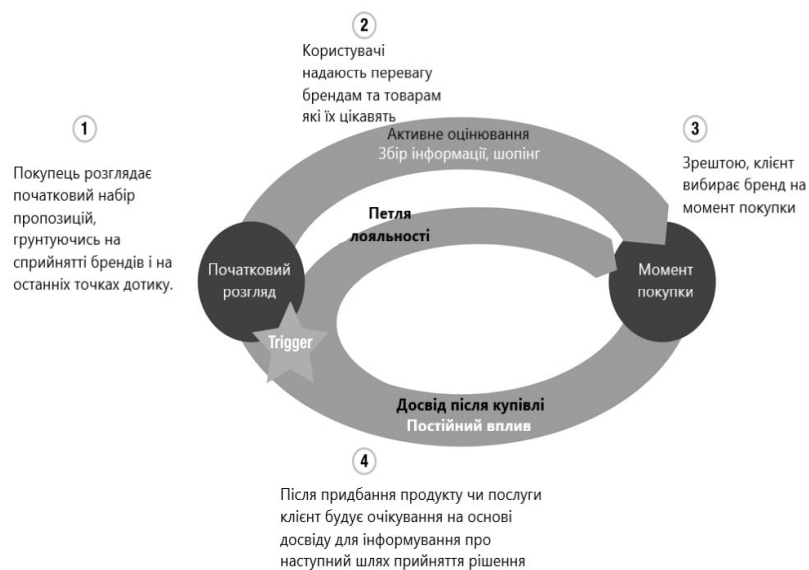 1
Покупець розглядає
початковий набір
пропозицій,
грунтуючись на
сприйнятті брендів і на
останніх точках дотику.
2
Користувачі
надають перевагу
брендам та товарам
які їх цікавлять
Активне оцінювання
Збір інформації, шопінг
3
Зрештою, клієнт
вибирає бренд на
момент покупки
Петля
лояльності
Початковий
розгляд
Trigger
Момент
покупки
Досвід після купівлі
Постійний вплив
4
Після придбання продукту чи послуги
клієнт будує очікування на основі
досвіду для інформування про
наступний шлях прийняття рішення